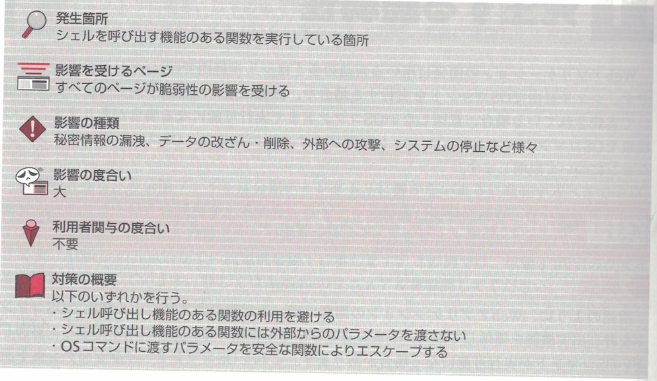 発生箇所
シェルを呼び出す機能のある関数を実行している箇所
影響を受けるページ
すべてのページが脆弱性の影響を受ける
影響の種類
秘密情報の漏洩、データの改ざん・削除、外部への攻撃、システムの停止など様々
影響の度合い
大
利用者関与の度合い
不要
対策の概要
以下のいずれかを行う。
・シェル呼び出し機能のある関数の利用を避ける
・シェル呼び出し機能のある関数には外部からのパラメータを渡さない
・OSコマンドに渡すパラメータを安全な関数によりエスケープする